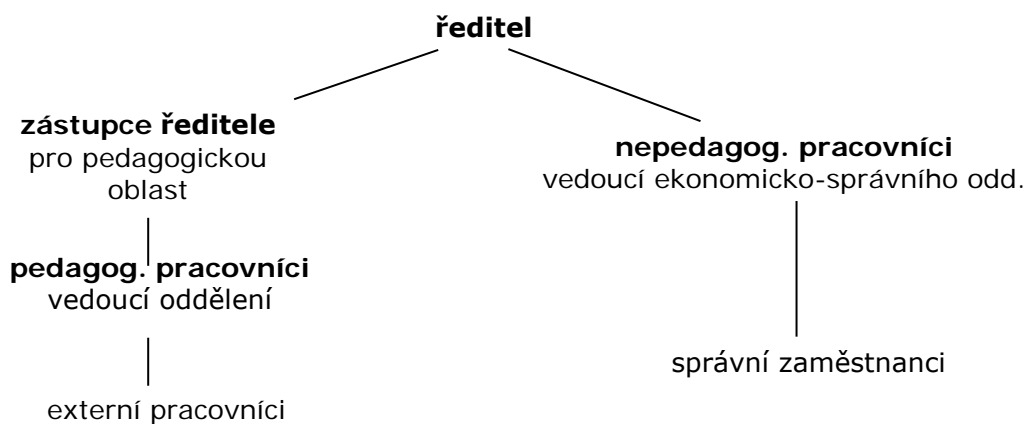 ředitel
zástupce ředitele
pro pedagogickou
oblast
nepedagog. pracovníci
vedoucí ekonomicko-správního odd.
pedagog. pracovníci
vedoucí oddělení
správní zaměstnanci
externí pracovníci